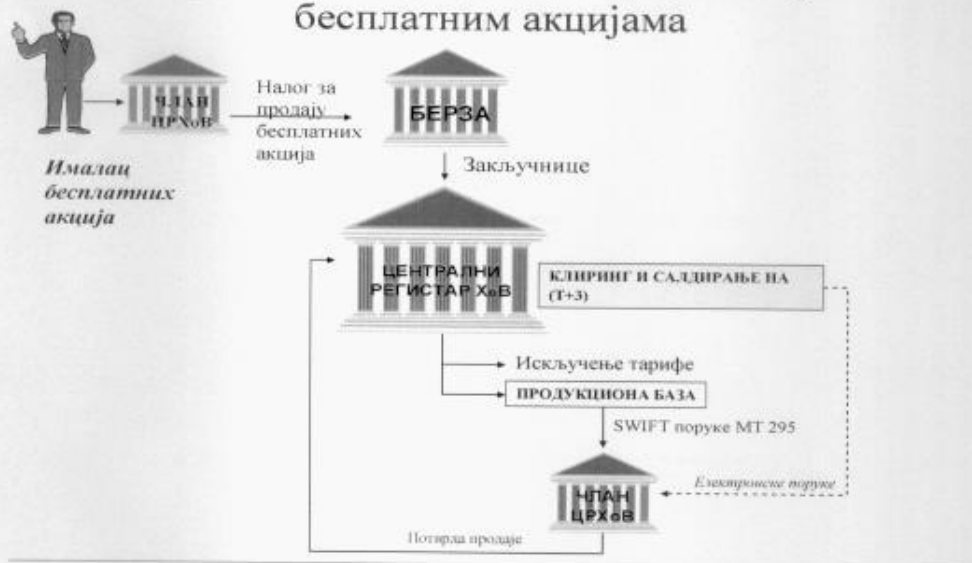 бесплатним акцијама
ЧЛАН
ЦРХоВ
Налог за
продају
бесплатних
акција
БЕРЗА
Ималац
бесплатних
акција
Закључнице
ЦЕНТРАЛНИ
РЕГИСТАР ХоВ
КЛИРИНГ И САЛДИРАЊЕ НА
(Т+3)
Искључење тарифе
ПРОДУКЦИОНА БАЗА
SWIFT поруке МТ 295
Електронске поруке
ЧЛАН
ЦРХоВ
Потврда продаје